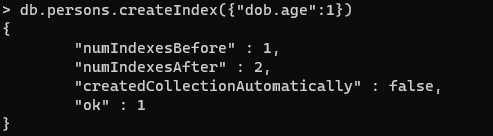 > db.persons.createIndex({"dob.age":1})
{
        "numIndexesBefore" : 1,
        "numIndexesAfter" : 2,
        "createdCollectionAutomatically" : false,
        "ok" : 1
}